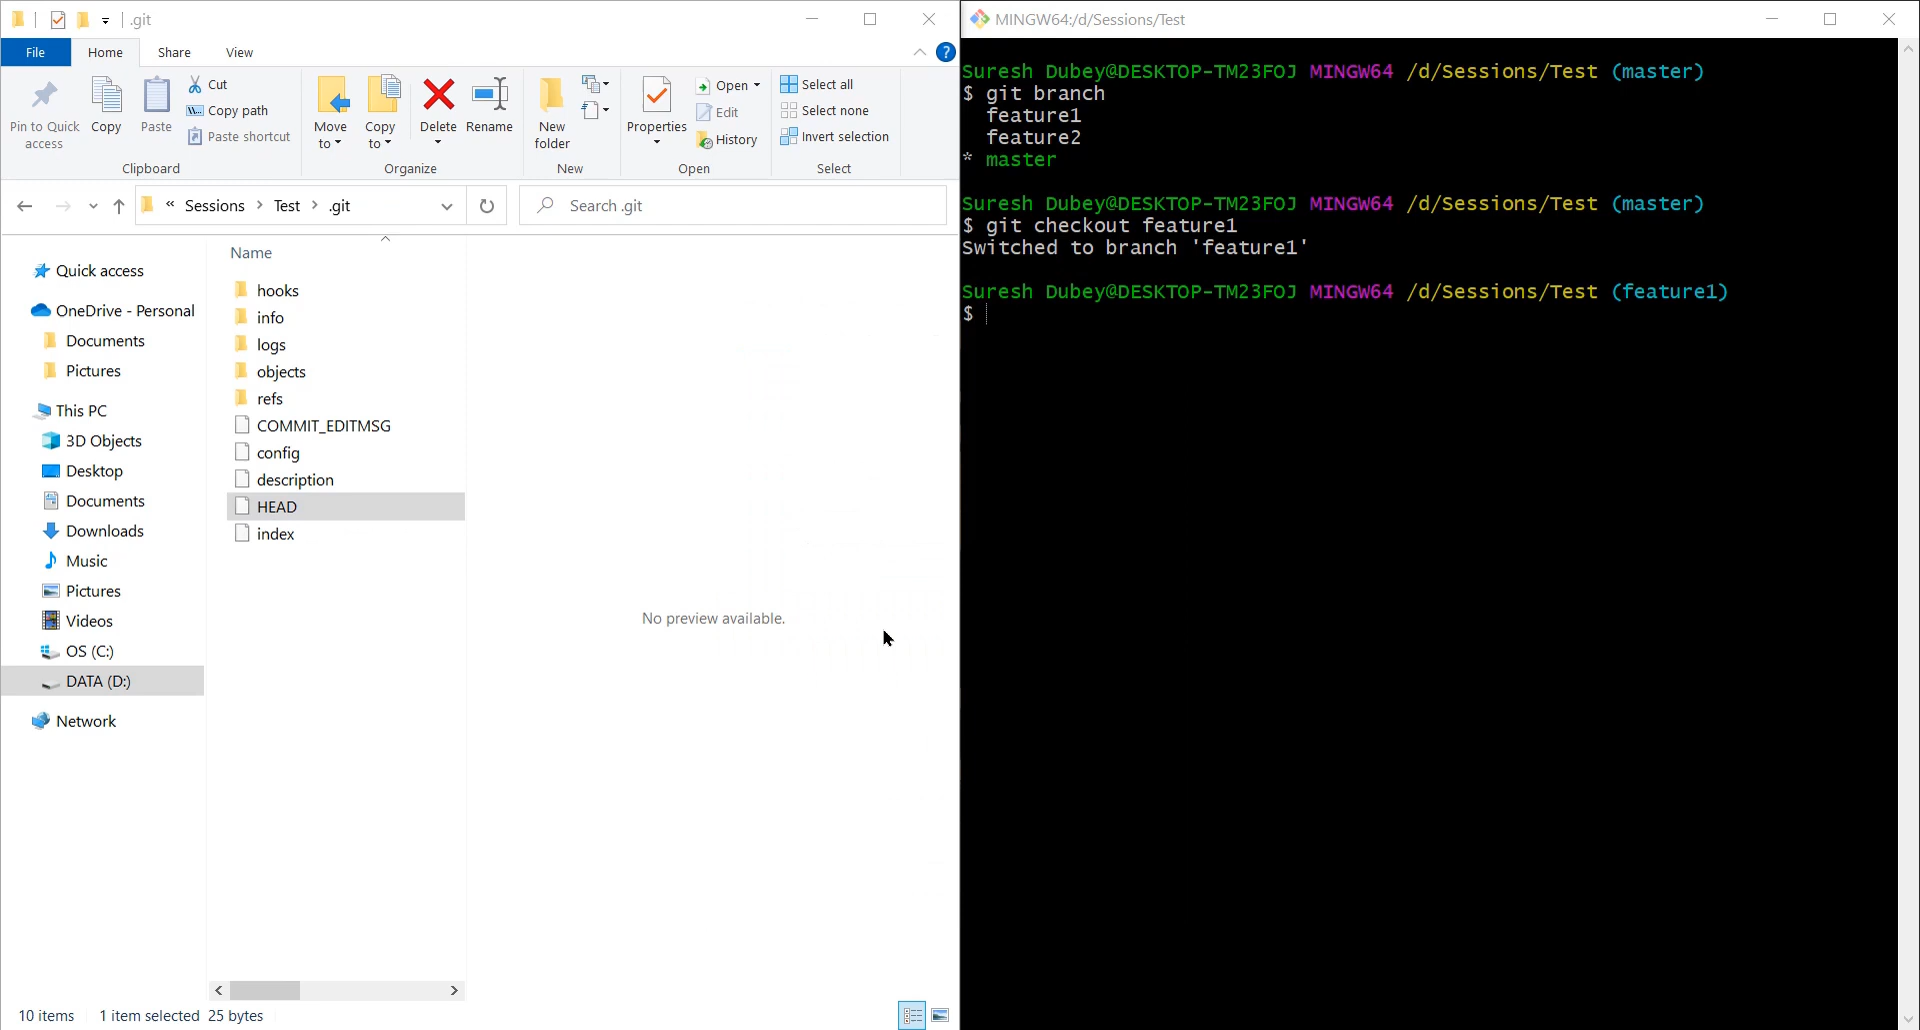 .git
File
Home
Share
View
Pin to Quick access
Copy
Paste
Cut
Copy path
Paste shortcut
Clipboard
Move to
Copy to
Delete
Rename
Organize
New folder
New
Properties
Open
Edit
History
Open
Select all
Select none
Invert selection
Select
« Sessions > Test > .git
Search .git
Quick access
OneDrive - Personal
Documents
Pictures
This PC
3D Objects
Desktop
Documents
Downloads
Music
Pictures
Videos
OS (C:)
DATA (D:)
Network
Name
hooks
info
logs
objects
refs
COMMIT_EDITMSG
config
description
HEAD
index
No preview available.
10 items 1 item selected 25 bytes
MINGW64:/d/Sessions/Test
Suresh Dubey@DESKTOP-TM23FOJ MINGW64 /d/Sessions/Test (master)
$ git branch
feature1
feature2
* master
Suresh Dubey@DESKTOP-TM23FOJ MINGW64 /d/Sessions/Test (master)
$ git checkout feature1
Switched to branch 'feature1'
Suresh Dubey@DESKTOP-TM23FOJ MINGW64 /d/Sessions/Test (feature1)
$